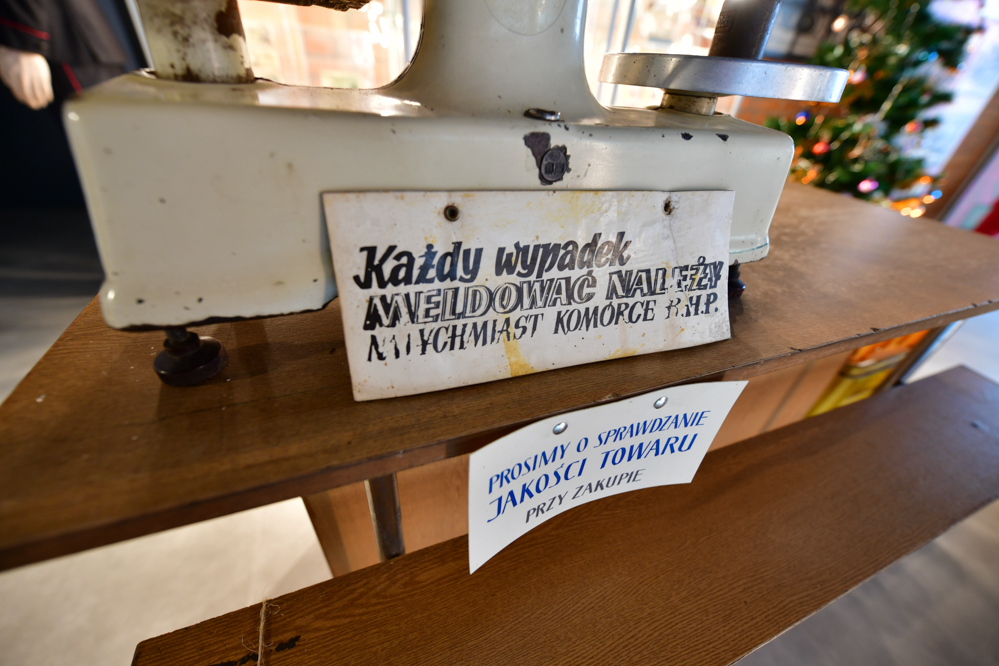 Każdy wypadek
MELDOWAĆ NALEŻY
NATYCHMIAST KOMÓRCE B.H.P.
PROSIMY O SPRAWDZANIE
JAKOŚCI TOWARU
PRZY ZAKUPIE